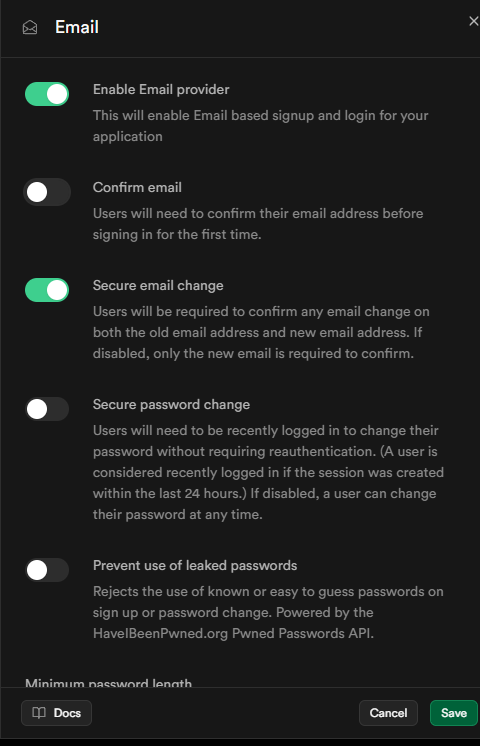 Email
Enable Email provider
This will enable Email based signup and login for your
application
Confirm email
Users will need to confirm their email address before
signing in for the first time.
Secure email change
Users will be required to confirm any email change on
both the old email address and new email address. If
disabled, only the new email is required to confirm.
Secure password change
Users will need to be recently logged in to change their
password without requiring reauthentication. (A user is
considered recently logged in if the session was created
within the last 24 hours.) If disabled, a user can change
their password at any time.
Prevent use of leaked passwords
Rejects the use of known or easy to guess passwords on
sign up or password change. Powered by the
HaveIBeenPwned.org Pwned Passwords API.
Minimum password length
Docs
Cancel
Save